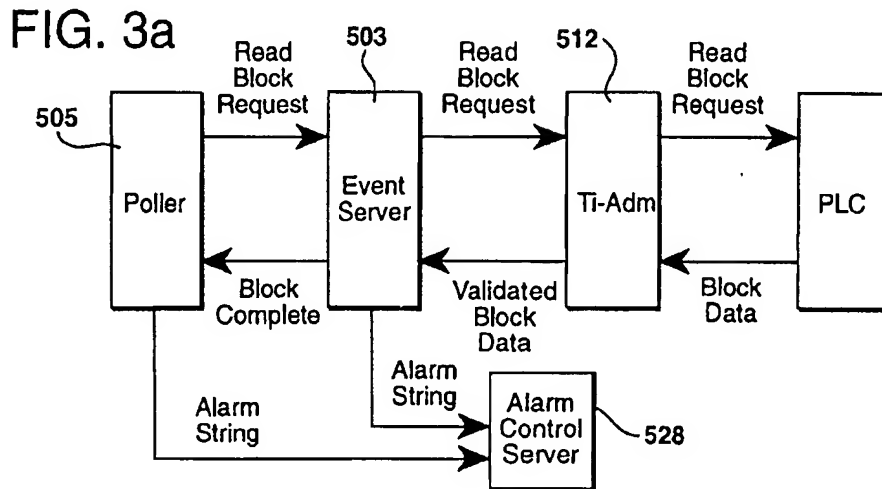 FIG. 3a
503
512
505
Read
Block
Request
Read
Block
Request
Read
Block
Request
Poller
Event
Server
Ti-Adm
PLC
Block
Complete
Validated
Block
Data
Block
Data
Alarm
String
Alarm
String
Alarm
Control
Server
528